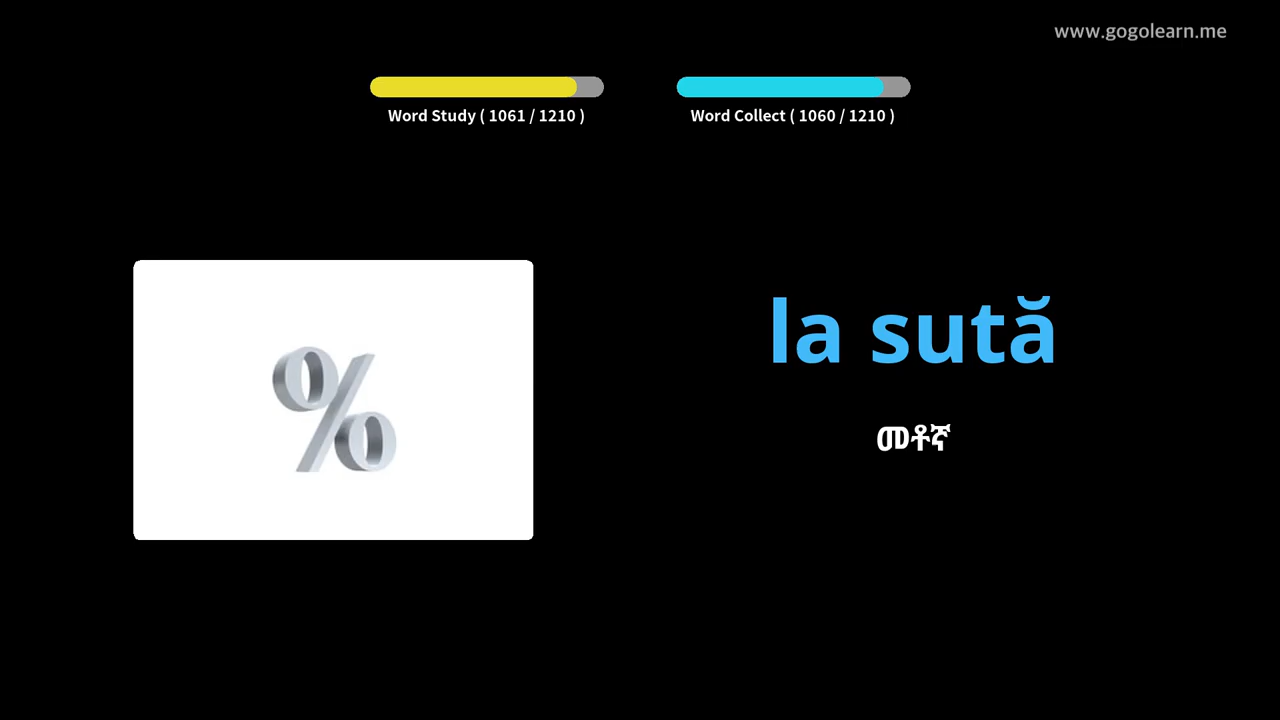 www.gogolearn.me
Word Study ( 1061 / 1210 )
Word Collect ( 1060 / 1210 )
%
la sută
መቶኛ